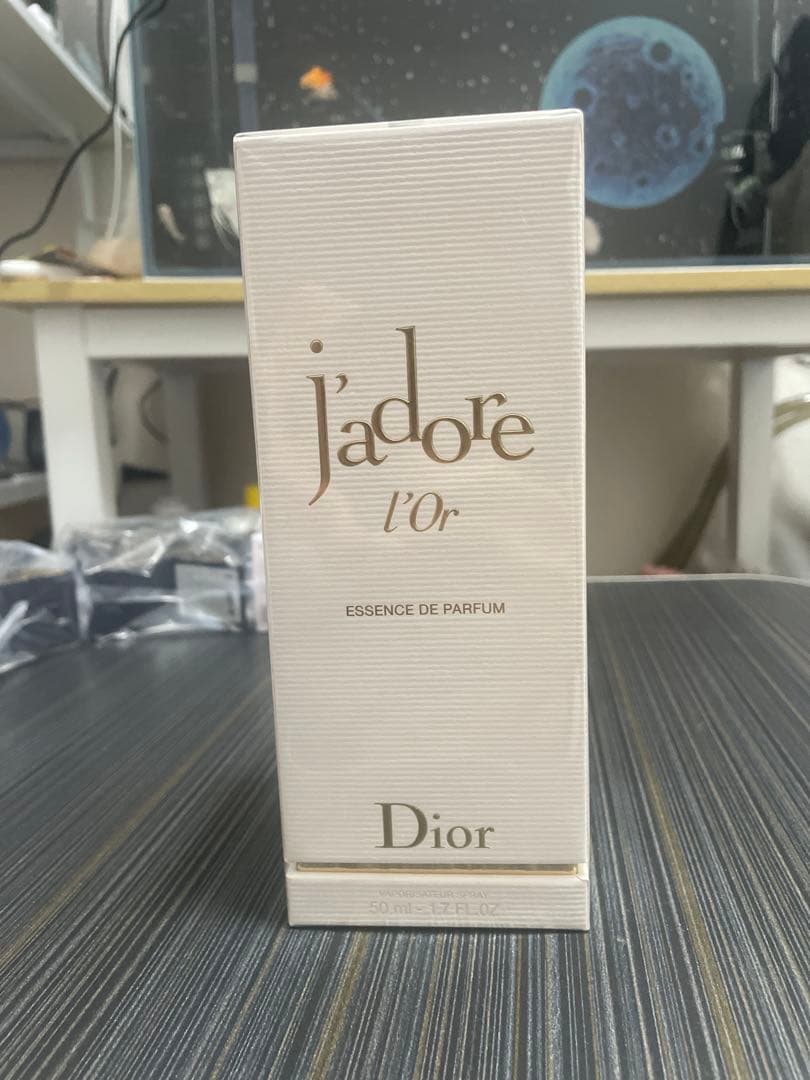 j'adore
l'Or
ESSENCE DE PARFUM
Dior
VAPORISATEUR-SPRAY
50 ml - 1.7 FL.OZ